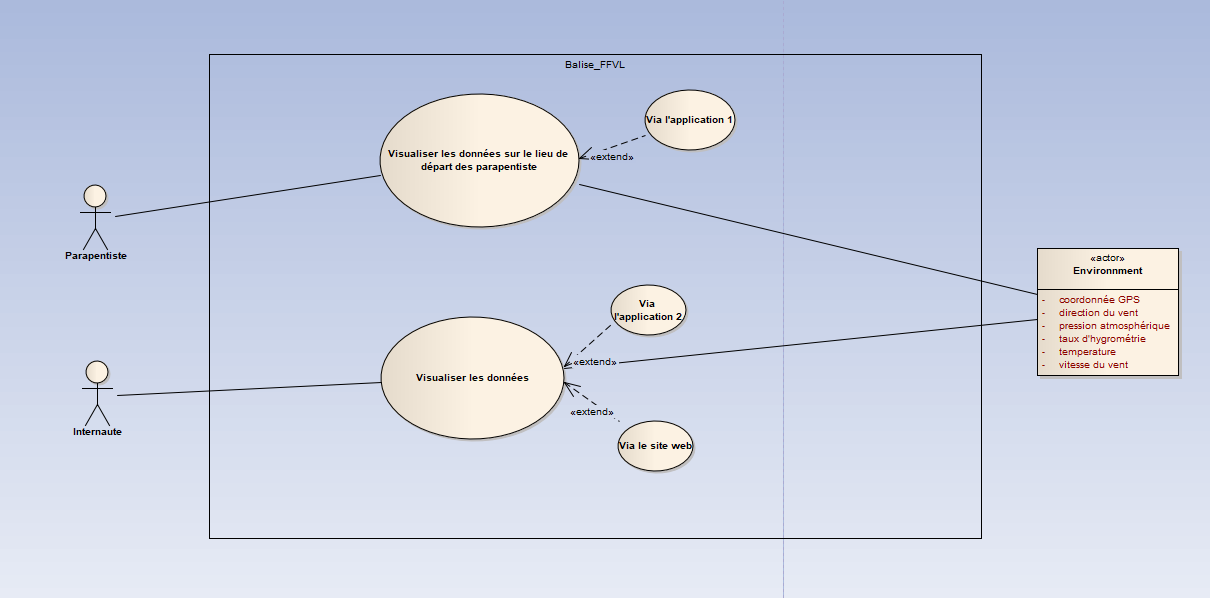 Balise_FFVL
Via l'application 1
Visualiser les données sur le lieu de
départ des parapentiste
«extend»
Parapentiste
«actor»
Environnment
- coordonnée GPS
- direction du vent
- pression atmosphérique
- taux d'hygrométrie
- temperature
- vitesse du vent
Via
l'application 2
«extend»
Visualiser les données
«extend»
Internaute
Via le site web